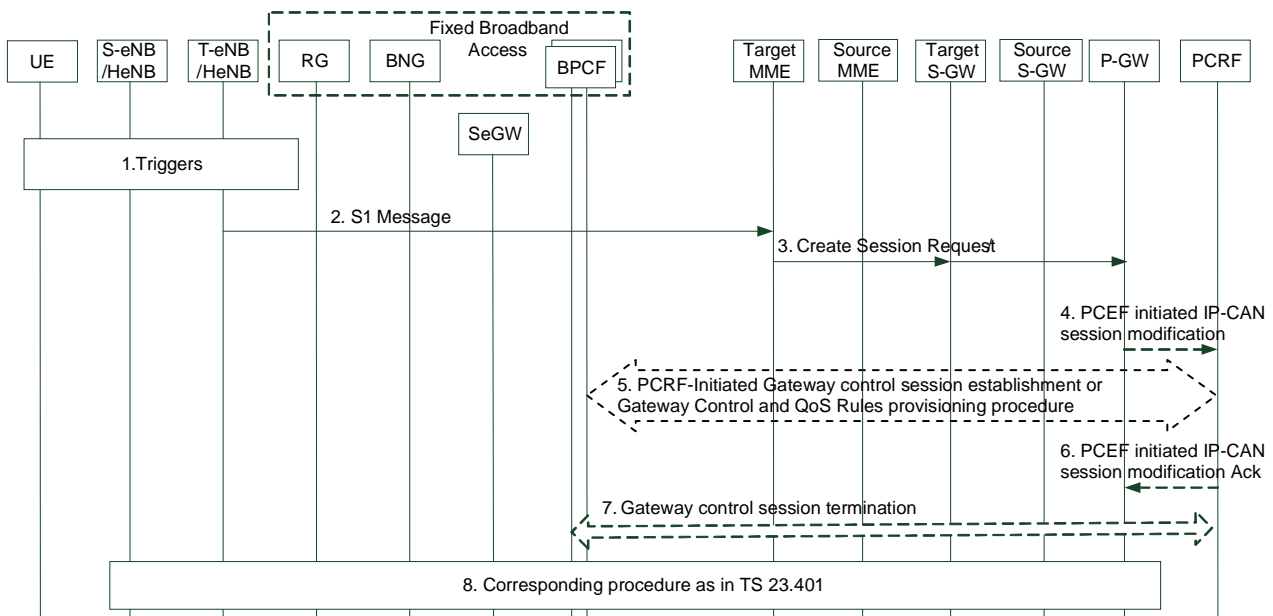 Fixed Broadband
Access
UE
S-eNB
/HeNB
T-eNB
/HeNB
RG
BNG
BPCF
Target
MME
Source
MME
Target
S-GW
Source
S-GW
P-GW
PCRF
SeGW
1.Triggers
2. S1 Message
3. Create Session Request
4. PCEF initiated IP-CAN
session modification
5. PCRF-Initiated Gateway control session establishment or
Gateway Control and QoS Rules provisioning procedure
6. PCEF initiated IP-CAN
session modification Ack
7. Gateway control session termination
8. Corresponding procedure as in TS 23.401